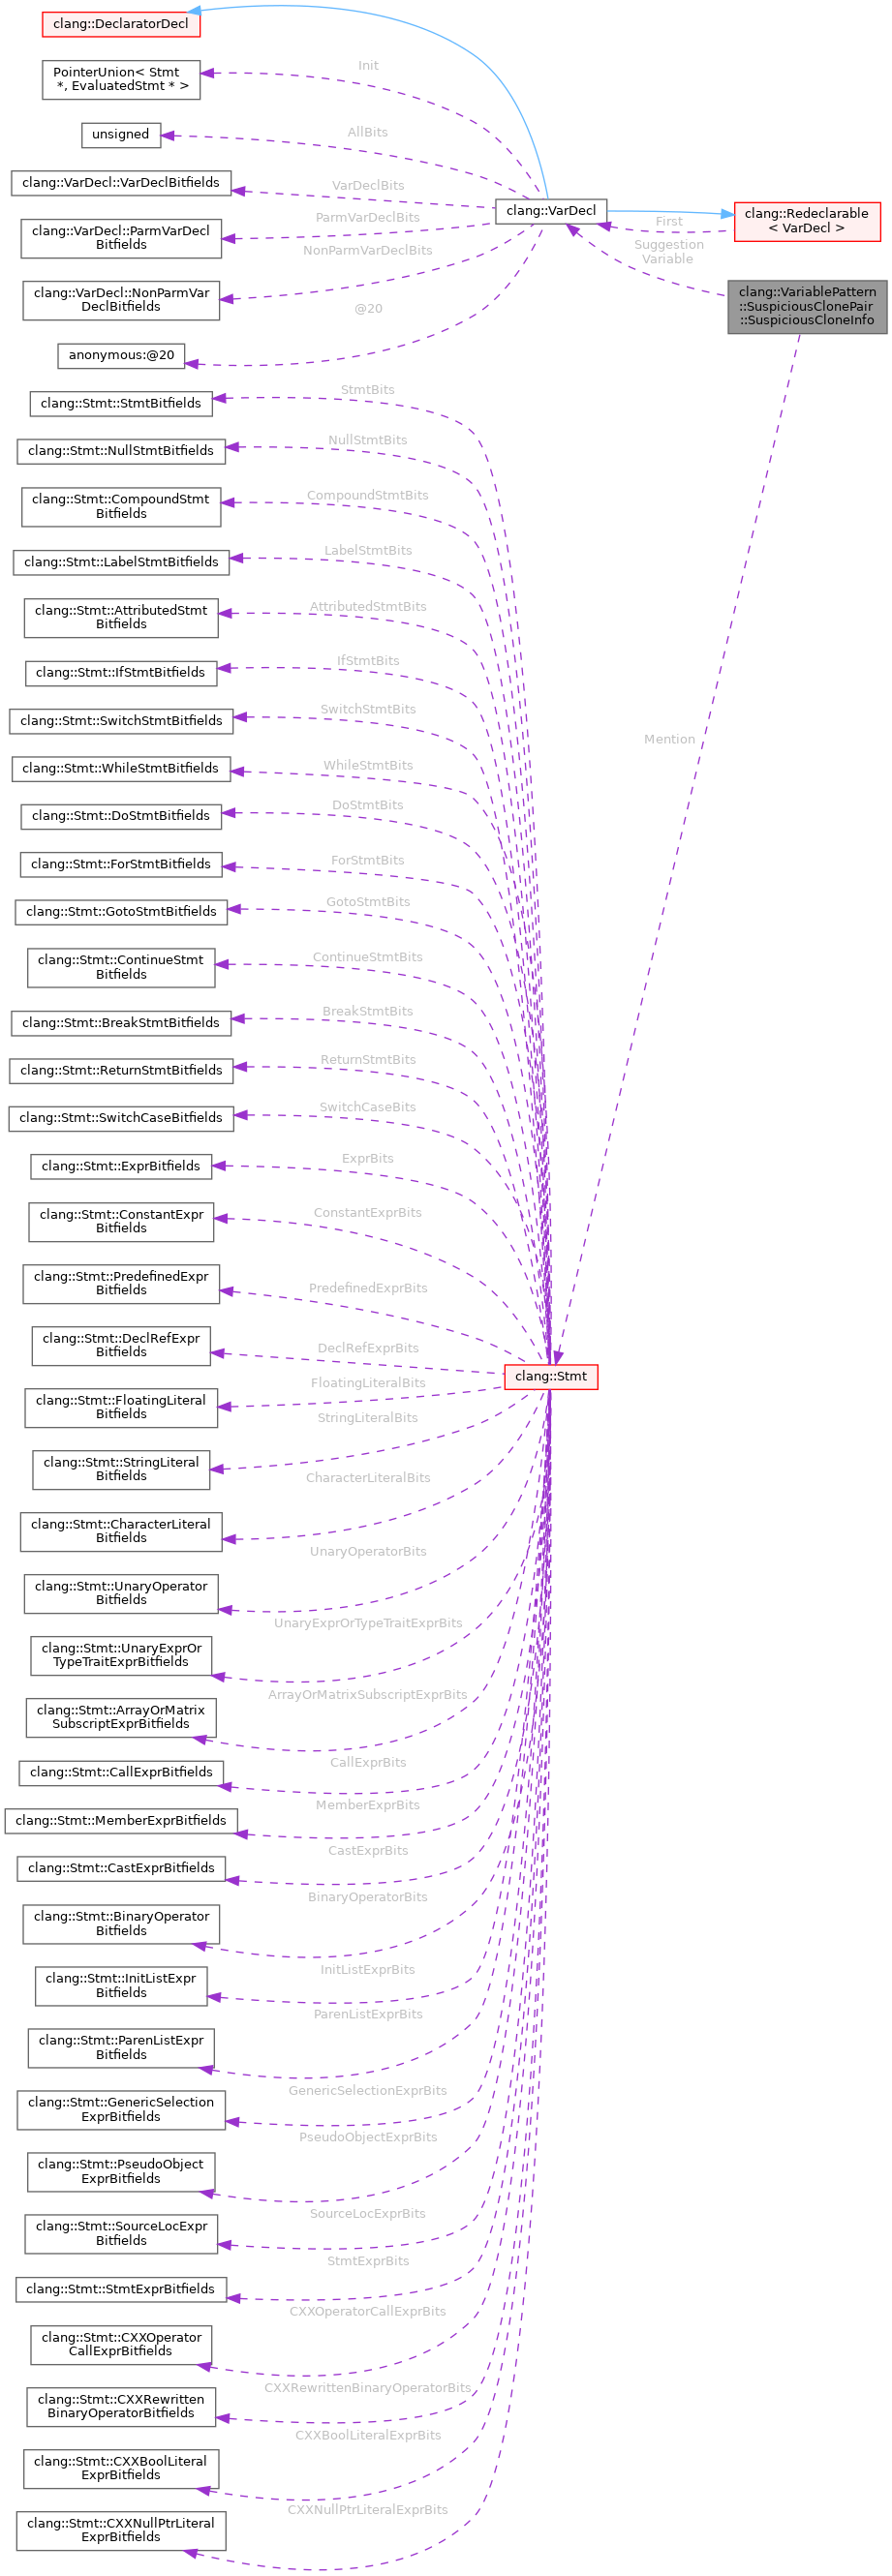 clang::DeclaratorDecl
Init
PointerUnion< Stmt
*, EvaluatedStmt * >
AllBits
unsigned
clang::VarDecl::VarDeclBitfields
VarDeclBits
clang::VarDecl
clang::Redeclarable
< VarDecl >
First
ParmVarDeclBits
clang::VarDecl::ParmVarDecl
Bitfields
NonParmVarDeclBits
Suggestion
Variable
clang::VarDecl::NonParmVar
DeclBitfields
clang::VariablePattern
::SuspiciousClonePair
::SuspiciousCloneInfo
@20
anonymous:@20
StmtBits
clang::Stmt::StmtBitfields
NullStmtBits
clang::Stmt::NullStmtBitfields
CompoundStmtBits
clang::Stmt::CompoundStmt
Bitfields
LabelStmtBits
clang::Stmt::LabelStmtBitfields
AttributedStmtBits
clang::Stmt::AttributedStmt
Bitfields
IfStmtBits
clang::Stmt::IfStmtBitfields
SwitchStmtBits
clang::Stmt::SwitchStmtBitfields
Mention
WhileStmtBits
clang::Stmt::WhileStmtBitfields
DoStmtBits
clang::Stmt::DoStmtBitfields
ForStmtBits
clang::Stmt::ForStmtBitfields
GotoStmtBits
clang::Stmt::GotoStmtBitfields
ContinueStmtBits
clang::Stmt::ContinueStmt
Bitfields
BreakStmtBits
clang::Stmt::BreakStmtBitfields
ReturnStmtBits
clang::Stmt::ReturnStmtBitfields
SwitchCaseBits
clang::Stmt::SwitchCaseBitfields
ExprBits
clang::Stmt::ExprBitfields
ConstantExprBits
clang::Stmt::ConstantExpr
Bitfields
PredefinedExprBits
clang::Stmt::PredefinedExpr
Bitfields
DeclRefExprBits
clang::Stmt::DeclRefExpr
Bitfields
clang::Stmt
FloatingLiteralBits
clang::Stmt::FloatingLiteral
Bitfields
StringLiteralBits
clang::Stmt::StringLiteral
Bitfields
CharacterLiteralBits
clang::Stmt::CharacterLiteral
Bitfields
UnaryOperatorBits
clang::Stmt::UnaryOperator
Bitfields
UnaryExprOrTypeTraitExprBits
clang::Stmt::UnaryExprOr
TypeTraitExprBitfields
ArrayOrMatrixSubscriptExprBits
clang::Stmt::ArrayOrMatrix
SubscriptExprBitfields
CallExprBits
clang::Stmt::CallExprBitfields
MemberExprBits
clang::Stmt::MemberExprBitfields
CastExprBits
clang::Stmt::CastExprBitfields
BinaryOperatorBits
clang::Stmt::BinaryOperator
Bitfields
InitListExprBits
clang::Stmt::InitListExpr
Bitfields
ParenListExprBits
clang::Stmt::ParenListExpr
Bitfields
GenericSelectionExprBits
clang::Stmt::GenericSelection
ExprBitfields
PseudoObjectExprBits
clang::Stmt::PseudoObject
ExprBitfields
SourceLocExprBits
clang::Stmt::SourceLocExpr
Bitfields
StmtExprBits
clang::Stmt::StmtExprBitfields
CXXOperatorCallExprBits
clang::Stmt::CXXOperator
CallExprBitfields
CXXRewrittenBinaryOperatorBits
clang::Stmt::CXXRewritten
BinaryOperatorBitfields
CXXBoolLiteralExprBits
clang::Stmt::CXXBoolLiteral
ExprBitfields
CXXNullPtrLiteralExprBits
clang::Stmt::CXXNullPtrLiteral
ExprBitfields